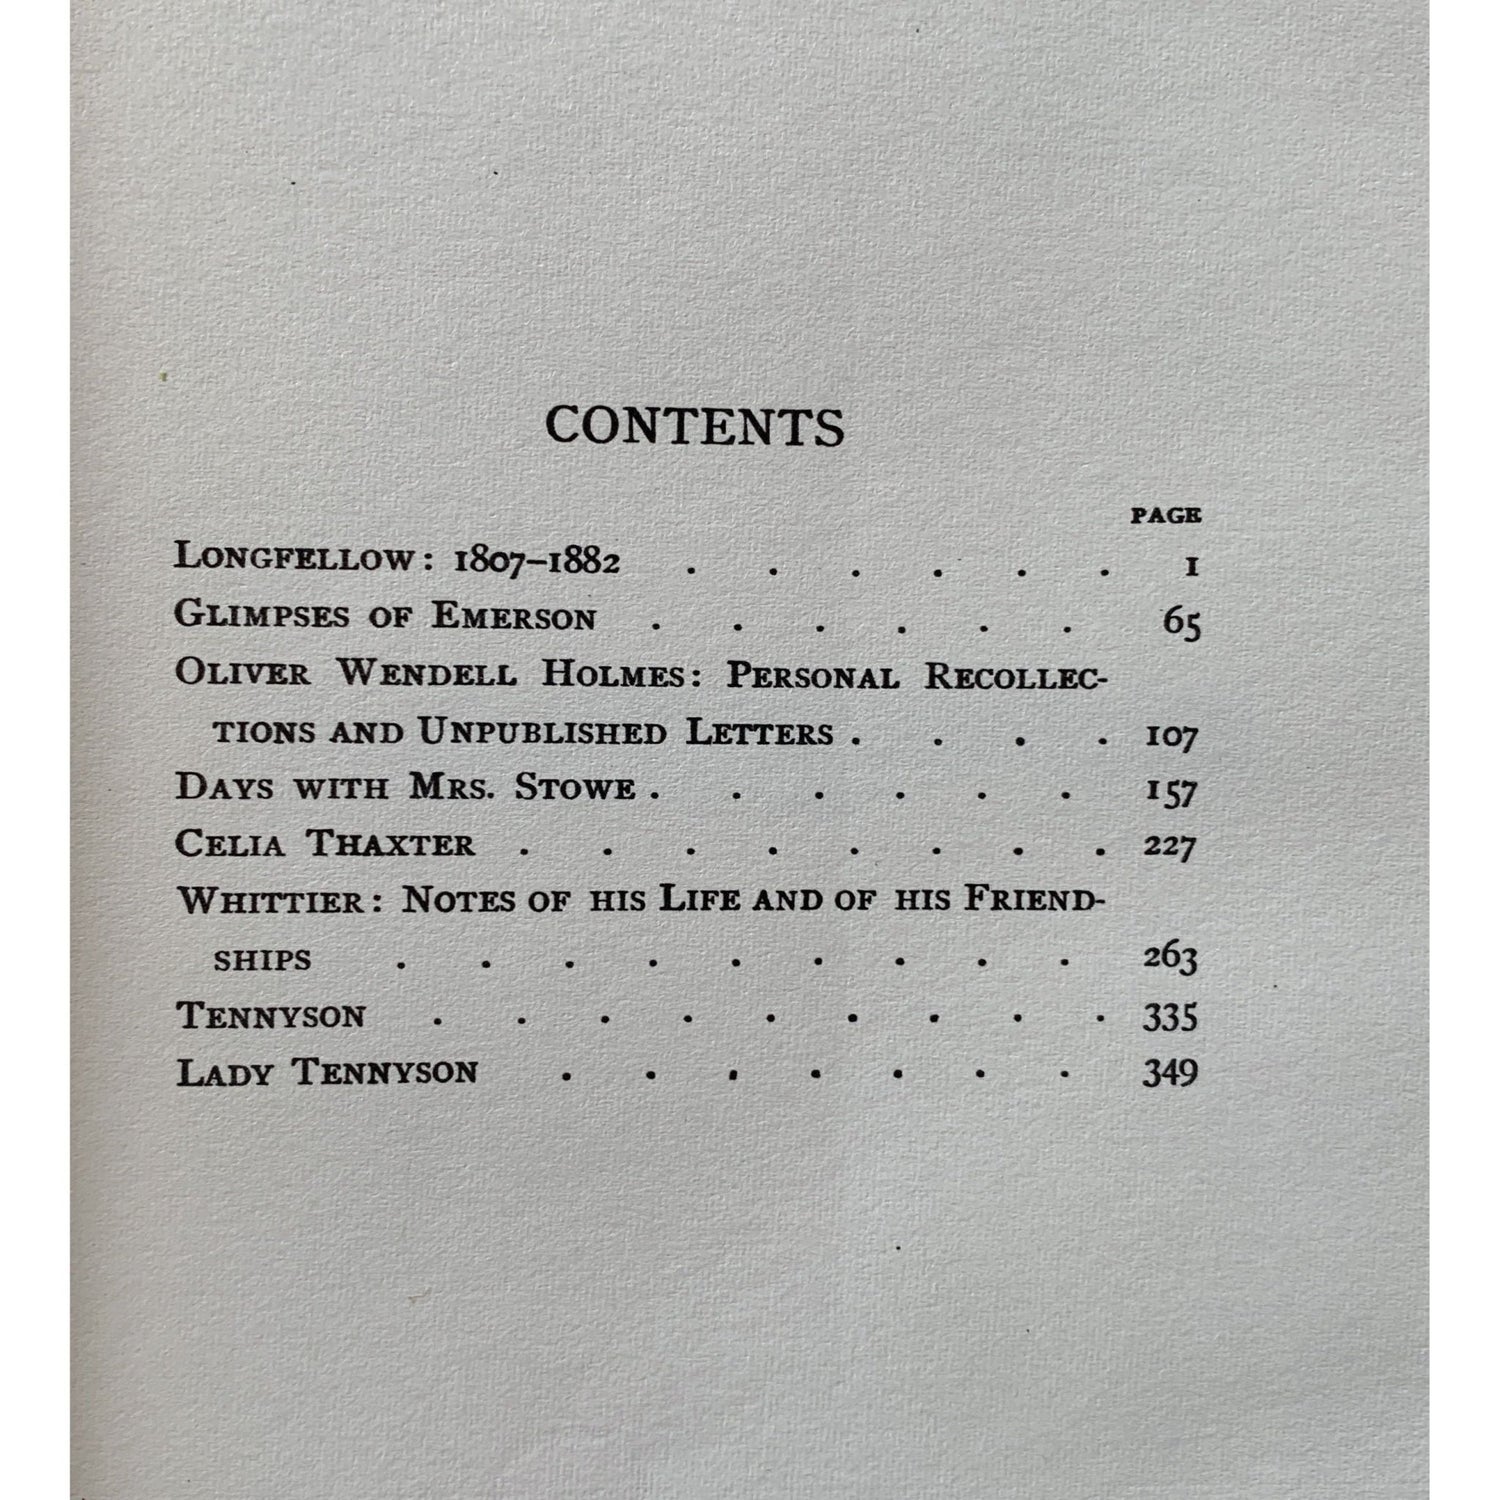 CONTENTS
PAGE
LONGFELLOW: 1807–1882 . . . . . . 1
GLIMPSES OF EMERSON . . . . . . 65
OLIVER WENDELL HOLMES: PERSONAL RECOLLEC-
TIONS AND UNPUBLISHED LETTERS . . . . 107
DAYS WITH MRS. STOWE . . . . . . 157
CELIA THAXTER . . . . . . . . 227
WHITTIER: NOTES OF HIS LIFE AND OF HIS FRIEND-
SHIPS . . . . . . . . . 263
TENNYSON . . . . . . . . . 335
LADY TENNYSON . . . . . . . 349